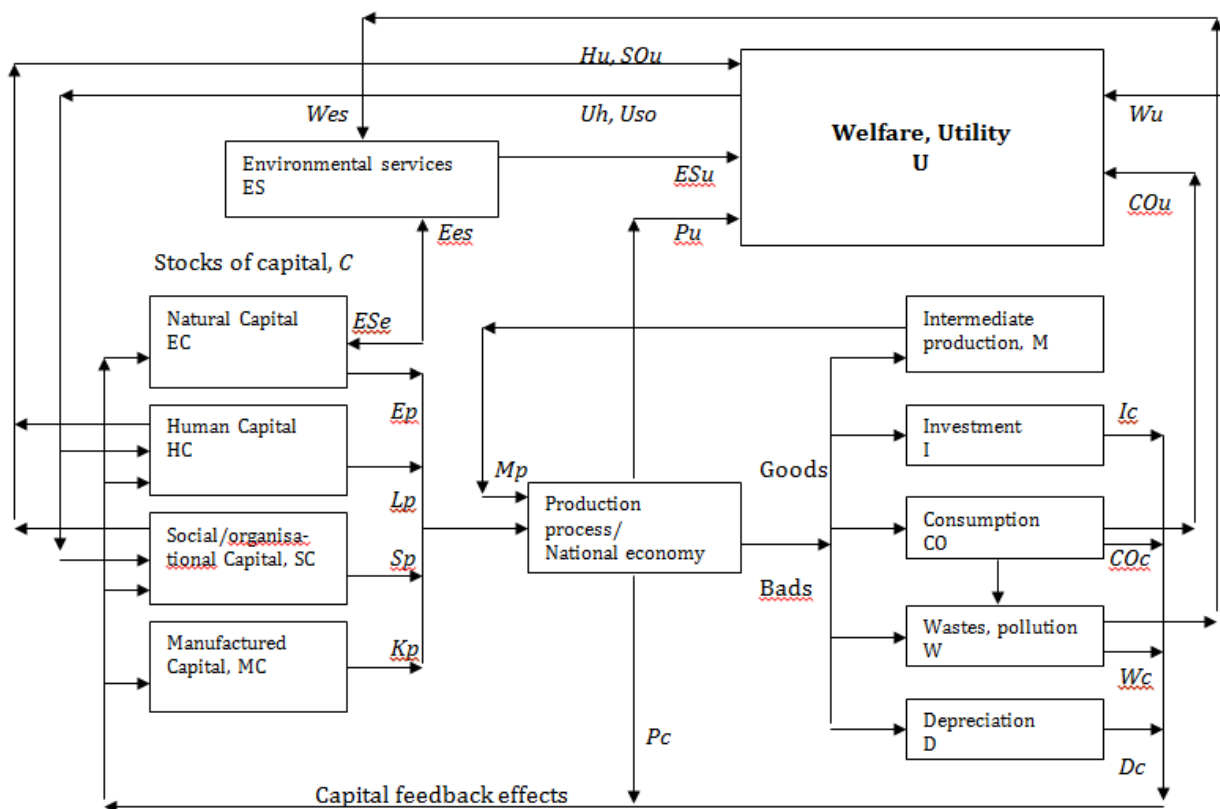 Hu, SOu
Wes
Uh, Uso
Welfare, Utility
U
Wu
Environmental services
ES
ESu
COu
Ees
Pu
Stocks of capital, C
Natural Capital
EC
ESe
Intermediate
production, M
Ep
Human Capital
HC
Investment
I
Ic
Mp
Goods
Lp
Production
process/
National economy
Social/organisa-
tional Capital, SC
Sp
Consumption
CO
COc
Bads
Manufactured
Capital, MC
Kp
Wastes, pollution
W
Wc
Pc
Depreciation
D
Dc
Capital feedback effects